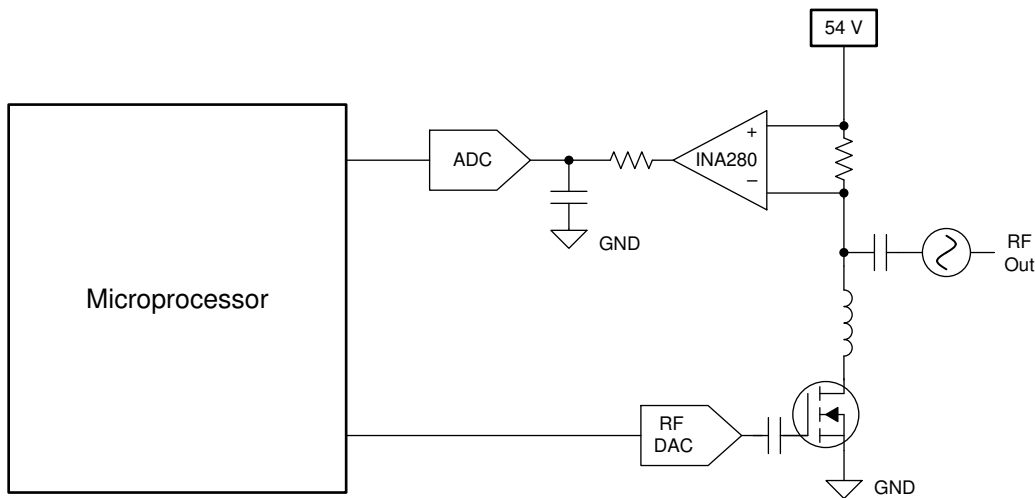 54 V
+
ADC
INA280
−
GND
RF
Out
Microprocessor
RF
DAC
GND